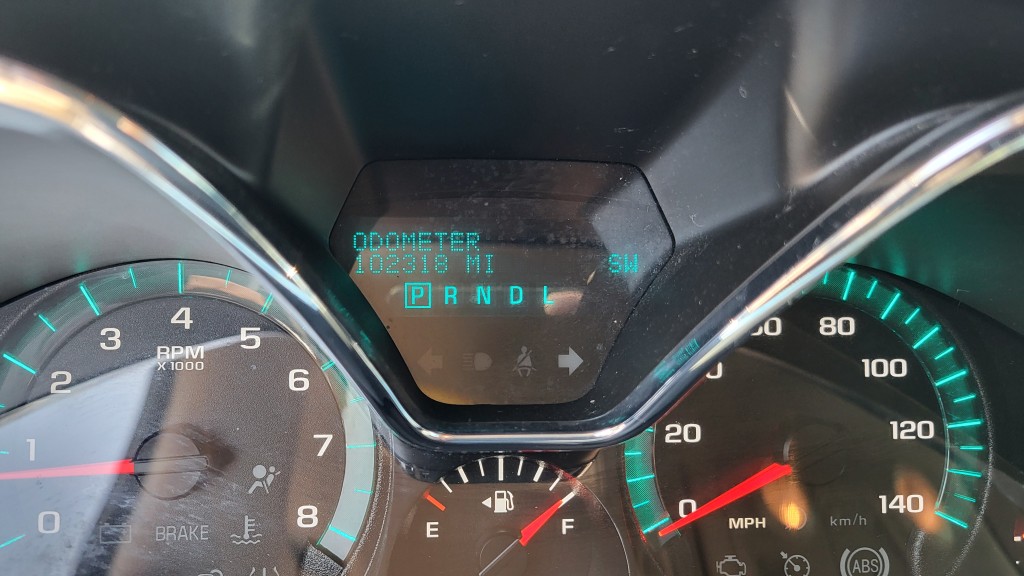 ODOMETER
102318 MI SW
P R N D L
0 1 2 3 4 5 6 7 8
RPM
X1000
BRAKE
E F
0 20 80 100 120 140
MPH km/h
ABS